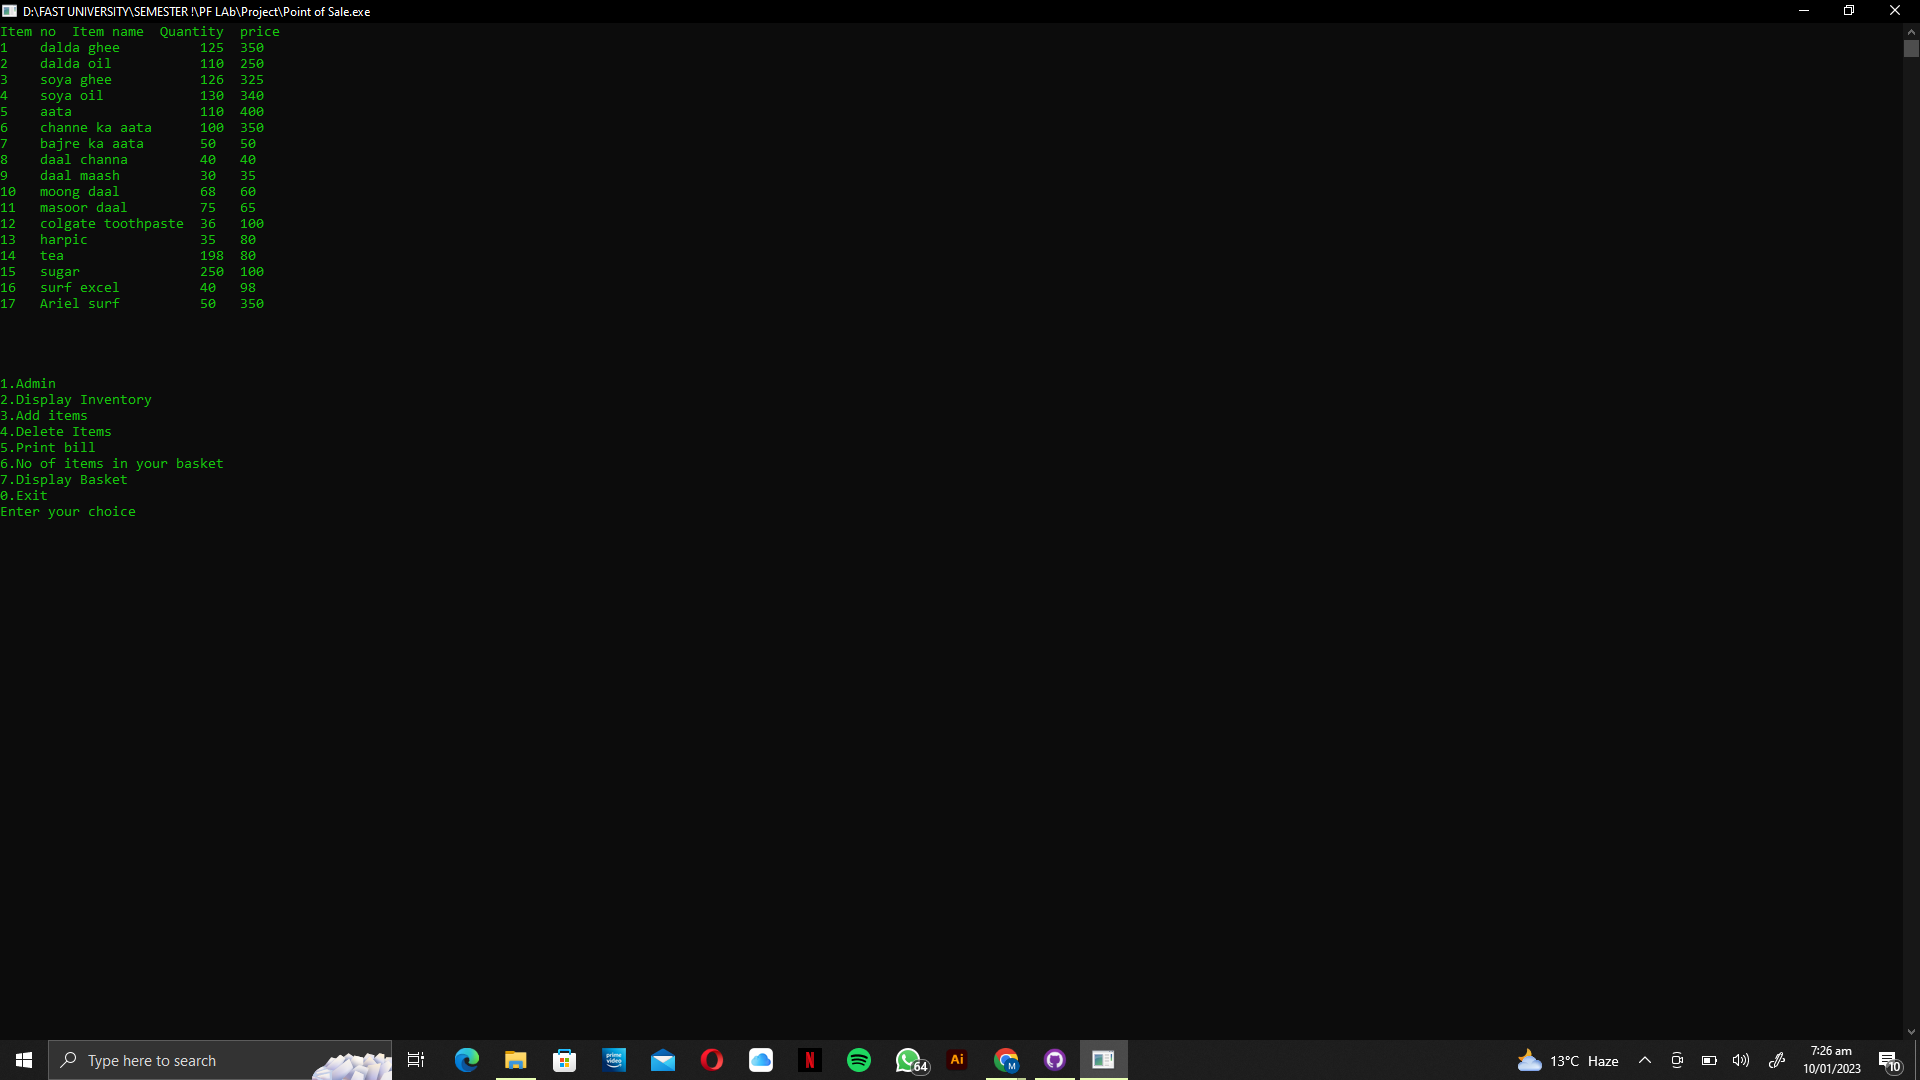 D:\FAST UNIVERSITY\SEMESTER !\PF LAb\Project\Point of Sale.exe
Item no  Item name  Quantity  price
1    dalda ghee          125  350
2    dalda oil           110  250
3    soya ghee           126  325
4    soya oil            130  340
5    aata                110  400
6    channe ka aata      100  350
7    bajre ka aata       50   50
8    daal channa         40   40
9    daal maash          30   35
10   moong daal          68   60
11   masoor daal         75   65
12   colgate toothpaste  36   100
13   harpic              35   80
14   tea                 198  80
15   sugar               250  100
16   surf excel          40   98
17   Ariel surf          50   350
1.Admin
2.Display Inventory
3.Add items
4.Delete Items
5.Print bill
6.No of items in your basket
7.Display Basket
0.Exit
Enter your choice
Type here to search
prime video
N
64
Ai
M
13°C Haze
7:26 am
10/01/2023
10